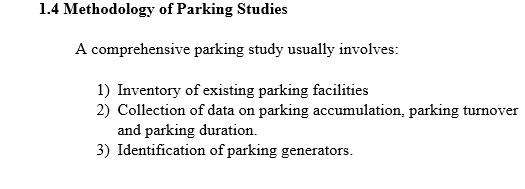 1.4 Methodology of Parking Studies
A comprehensive parking study usually involves:
1) Inventory of existing parking facilities
2) Collection of data on parking accumulation, parking turnover
and parking duration.
3) Identification of parking generators.